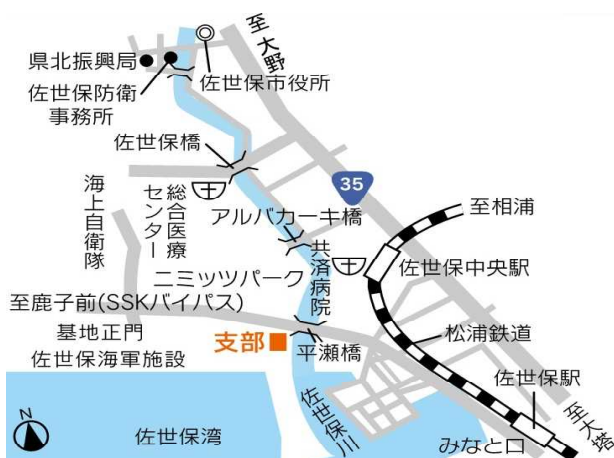 至大野
県北振興局
佐世保市役所
佐世保防衛
事務所
佐世保橋
35
海上自衛隊
総合医療
センター
アルバカーキ橋
至相浦
共済病院
佐世保中央駅
ニミッツパーク
至鹿子前(SSKバイパス)
基地正門
支部
平瀬橋
松浦鉄道
佐世保海軍施設
佐世保駅
至大塔
佐世保川
N
佐世保湾
みなと口